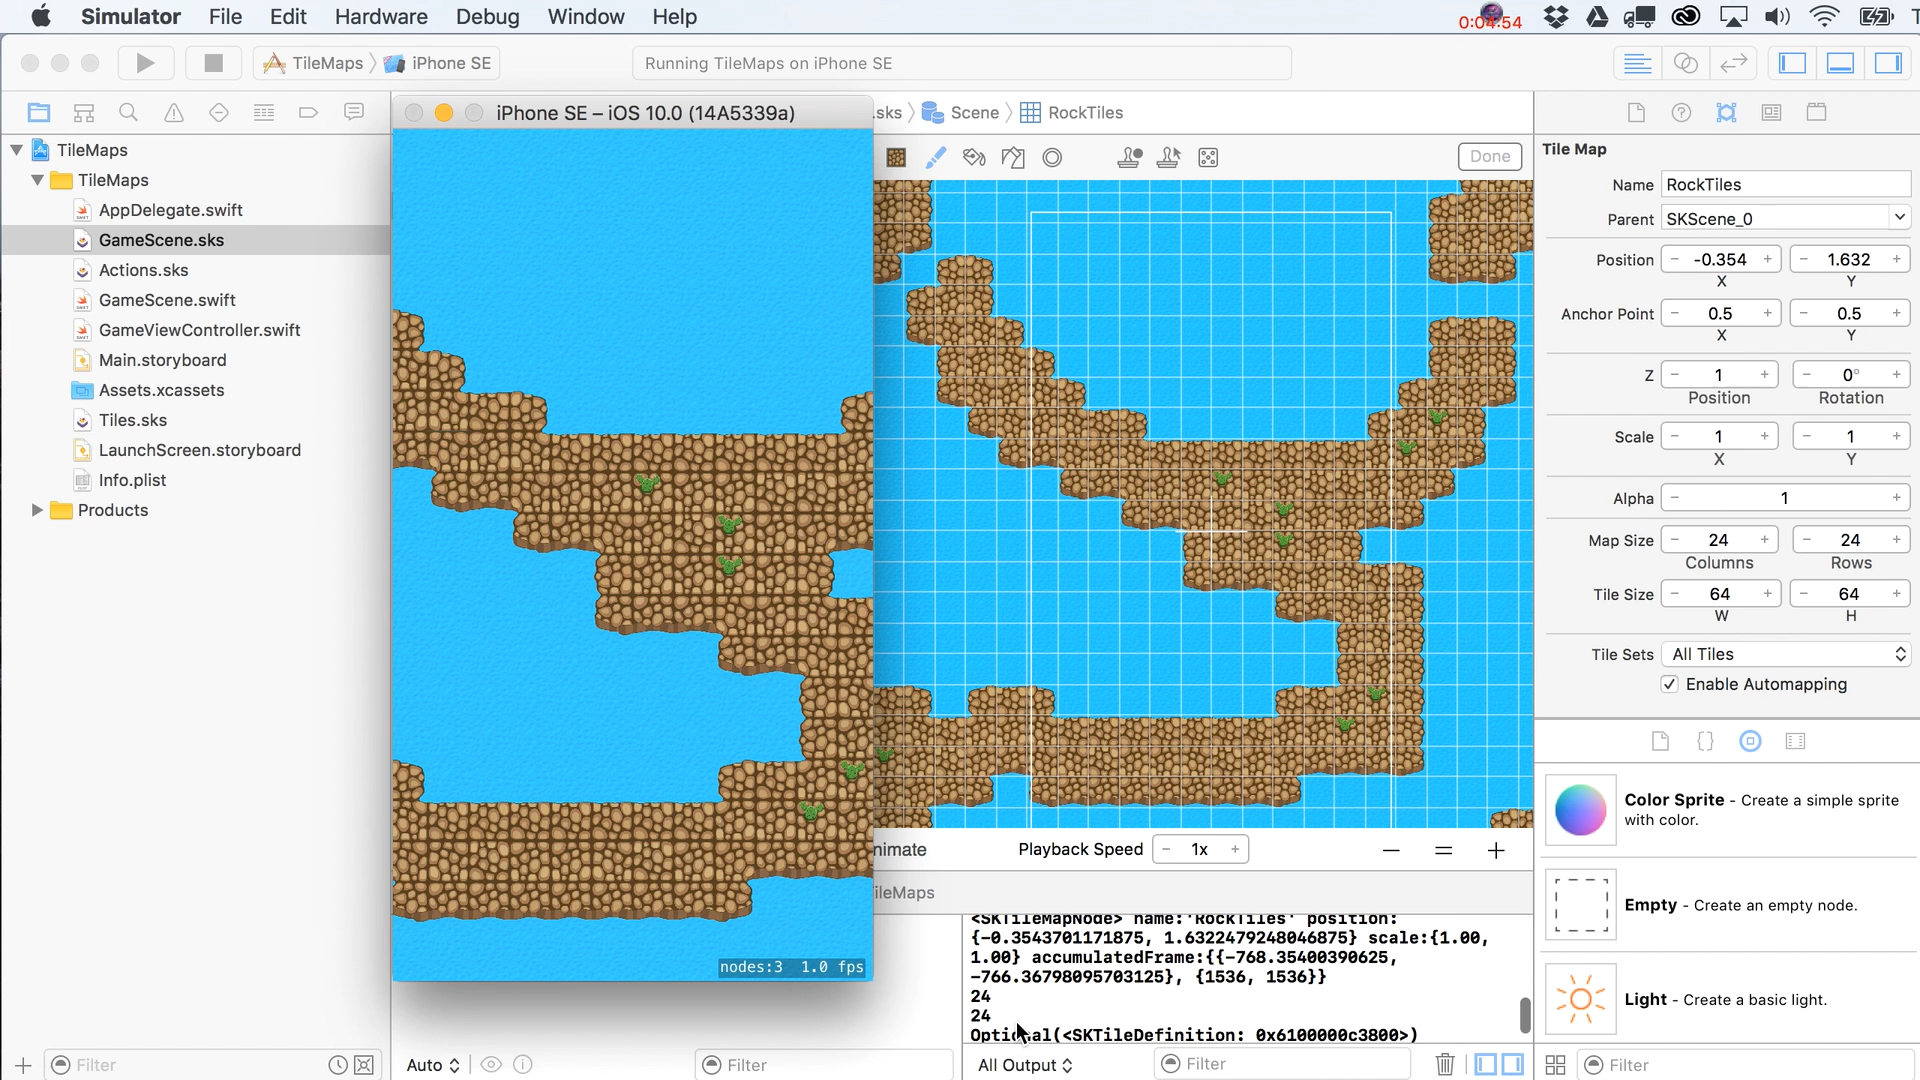 Simulator File Edit Hardware Debug Window Help
0:04:54
TileMaps iPhone SE
Running TileMaps on iPhone SE
iPhone SE – iOS 10.0 (14A5339a)
.sks Scene RockTiles
Done
TileMaps
TileMaps
AppDelegate.swift
GameScene.sks
Actions.sks
GameScene.swift
GameViewController.swift
Main.storyboard
Assets.xcassets
Tiles.sks
LaunchScreen.storyboard
Info.plist
Products
Filter
nodes:3 1.0 fps
nimate
Playback Speed - 1x +
ileMaps
<SKTileMapNode> name:'RockTiles' position:
{-0.3543701171875, 1.6322479248046875} scale:{1.00,
1.00} accumulatedFrame:{{-768.35400390625,
-766.36798095703125}, {1536, 1536}}
24
24
Optional(<SKTileDefinition: 0x6100000c3800>)
Auto
Filter
All Output
Filter
Tile Map
Name RockTiles
Parent SKScene_0
Position - -0.354 + - 1.632 +
X Y
Anchor Point - 0.5 + - 0.5 +
X Y
Z - 1 + - 0° +
Position Rotation
Scale - 1 + - 1 +
X Y
Alpha - 1 +
Map Size - 24 + - 24 +
Columns Rows
Tile Size - 64 + - 64 +
W H
Tile Sets All Tiles
Enable Automapping
Color Sprite - Create a simple sprite
with color.
Empty - Create an empty node.
Light - Create a basic light.
Filter